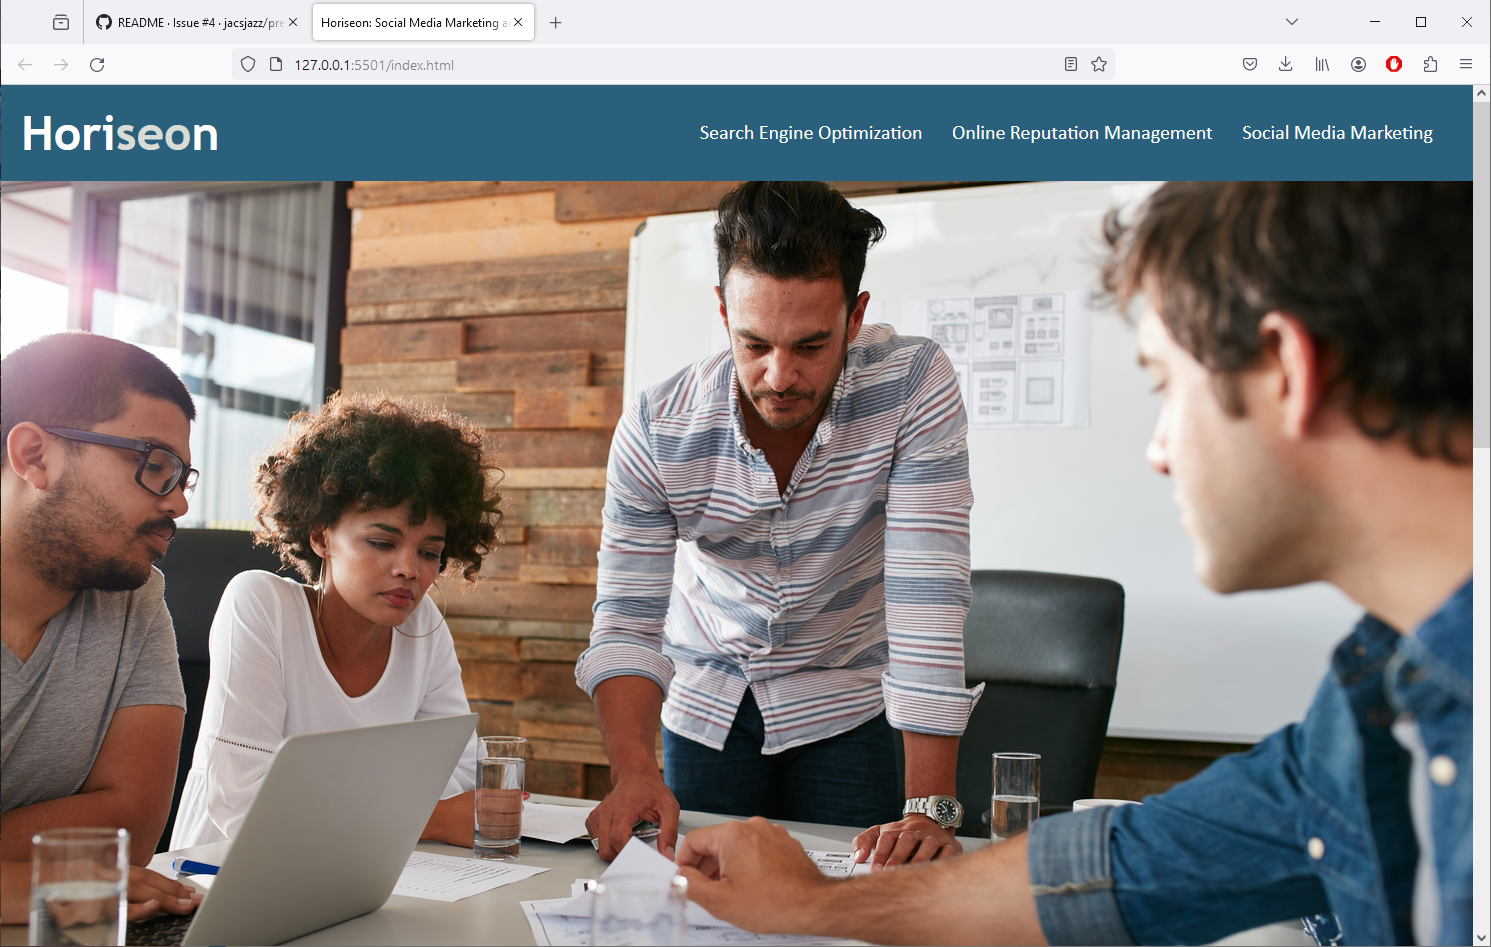 README · Issue #4 · jacsjazz/pre
Horiseon: Social Media Marketing a
127.0.0.1:5501/index.html
Horiseon
Search Engine Optimization
Online Reputation Management
Social Media Marketing